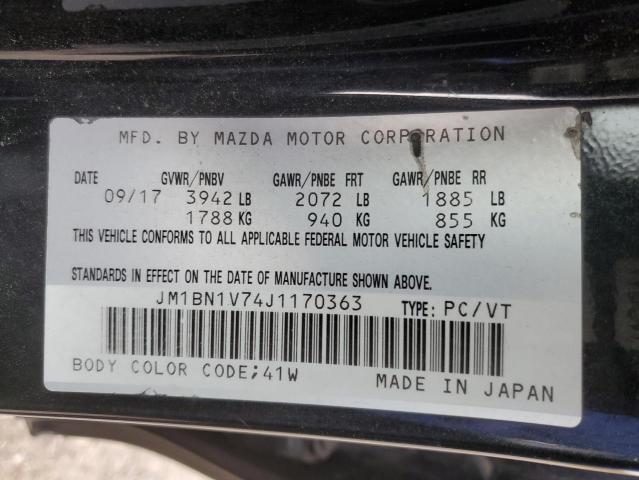 MFD. BY MAZDA MOTOR CORPORATION
DATE GVWR/PNBV GAWR/PNBE FRT GAWR/PNBE RR
09/17 3942 LB 2072 LB 1885 LB
1788 KG 940 KG 855 KG
THIS VEHICLE CONFORMS TO ALL APPLICABLE FEDERAL MOTOR VEHICLE SAFETY
STANDARDS IN EFFECT ON THE DATE OF MANUFACTURE SHOWN ABOVE.
JM1BN1V74J1170363 TYPE: PC/VT
BODY COLOR CODE;41W MADE IN JAPAN